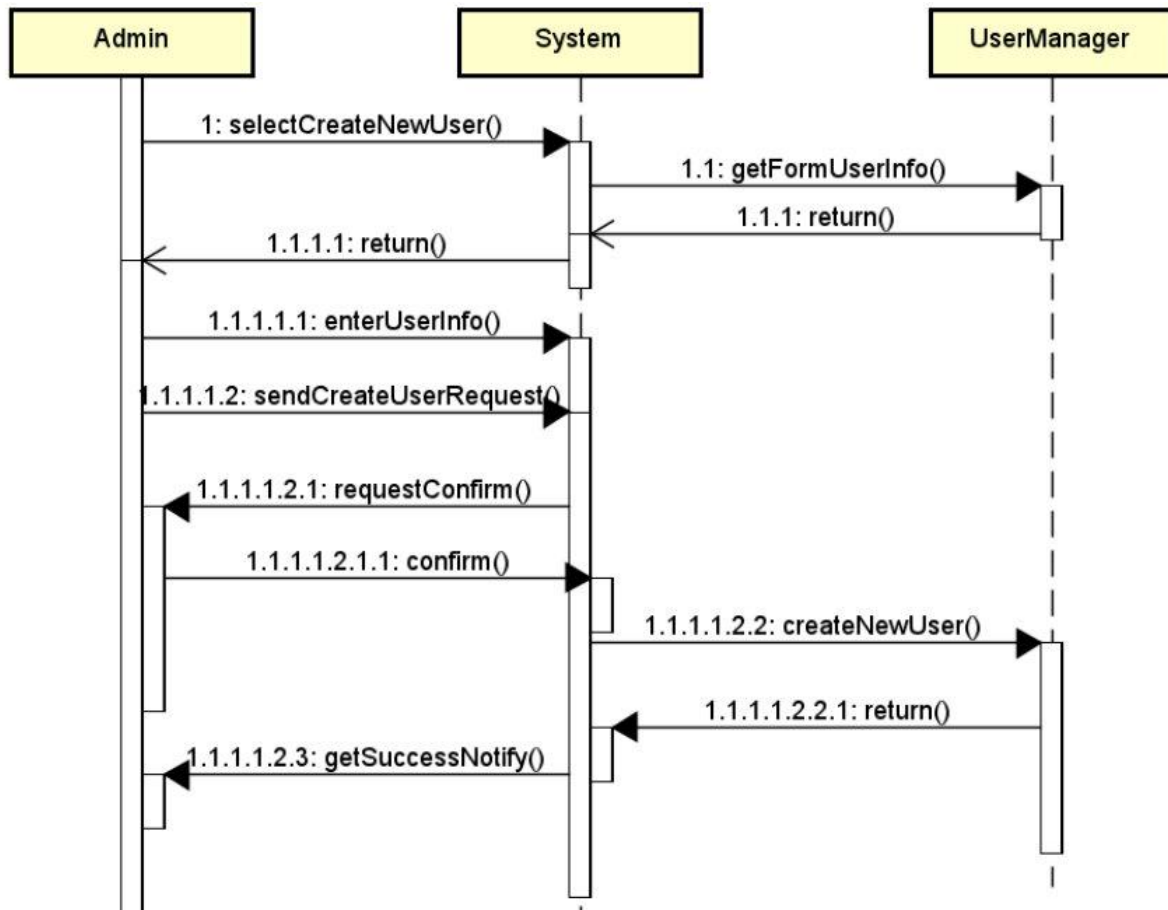 Admin
System
UserManager
1: selectCreateNewUser()
1.1: getFormUserInfo()
1.1.1: return()
1.1.1.1: return()
1.1.1.1.1: enterUserInfo()
1.1.1.1.2: sendCreateUserRequest()
1.1.1.1.2.1: requestConfirm()
1.1.1.1.2.1.1: confirm()
1.1.1.1.2.2: createNewUser()
1.1.1.1.2.2.1: return()
1.1.1.1.2.3: getSuccessNotify()